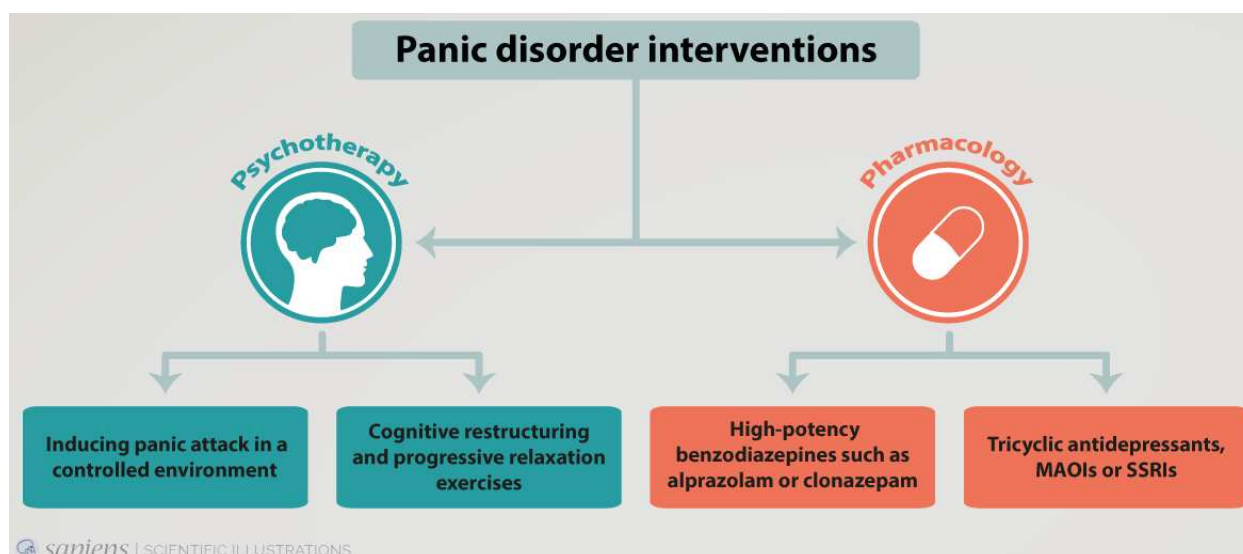 Panic disorder interventions
Psychotherapy
Pharmacology
Inducing panic attack in a
controlled environment
Cognitive restructuring
and progressive relaxation
exercises
High-potency
benzodiazepines such as
alprazolam or clonazepam
Tricyclic antidepressants,
MAOIs or SSRIs
sapiens | SCIENTIFIC ILLUSTRATIONS